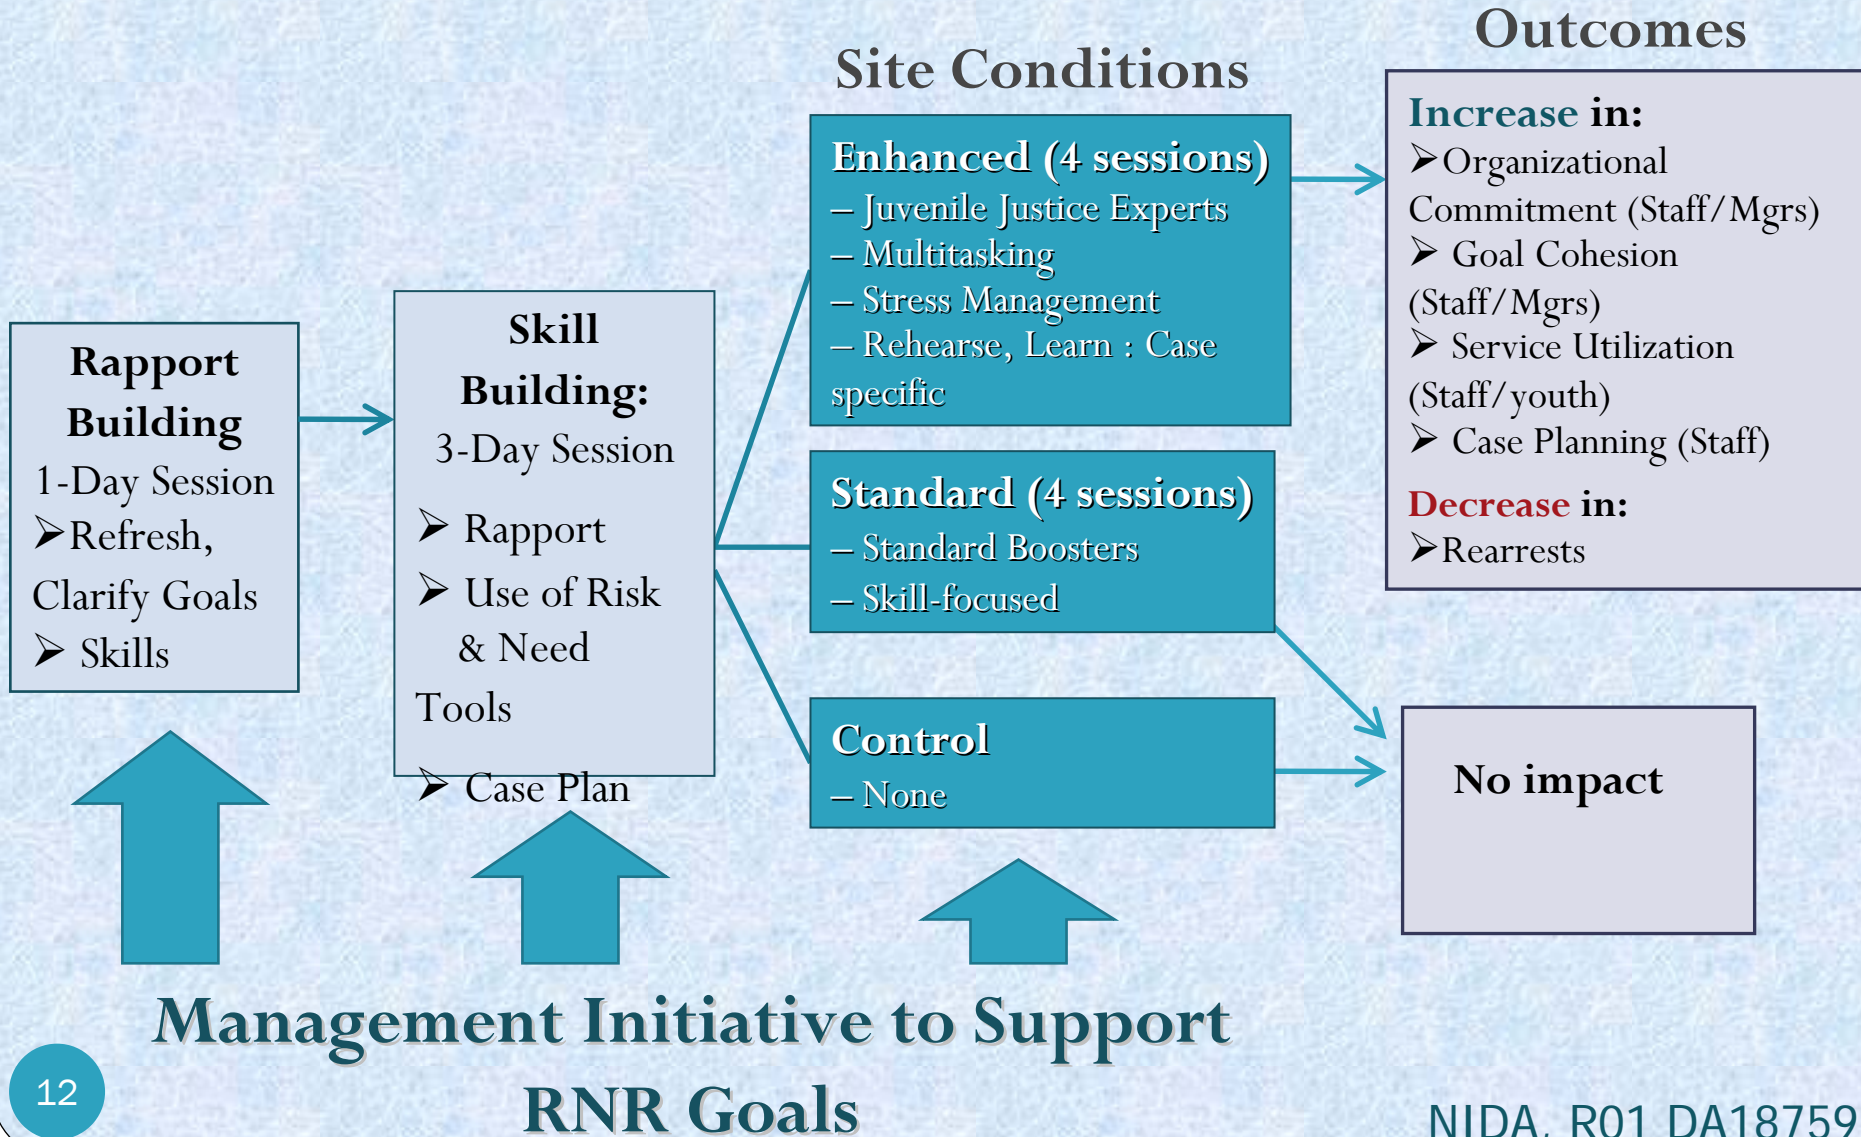 Rapport
Building
1-Day Session
➢Refresh,
Clarify Goals
➢ Skills
Skill
Building:
3-Day Session
➢ Rapport
➢ Use of Risk
& Need
Tools
➢ Case Plan
Site Conditions
Enhanced (4 sessions)
– Juvenile Justice Experts
– Multitasking
– Stress Management
– Rehearse, Learn : Case
specific
Standard (4 sessions)
– Standard Boosters
– Skill-focused
Control
– None
Outcomes
Increase in:
➢Organizational
Commitment (Staff/Mgrs)
➢ Goal Cohesion
(Staff/Mgrs)
➢ Service Utilization
(Staff/youth)
➢ Case Planning (Staff)
Decrease in:
➢Rearrests
No impact
Management Initiative to Support
RNR Goals
12
NIDA, R01 DA18759